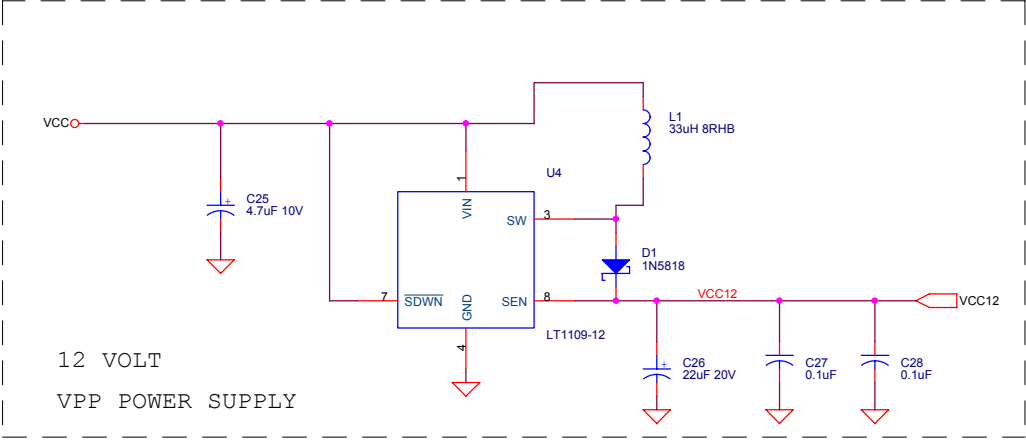 VCC
L1
33uH 8RHB
U4
1
VIN
C25
4.7uF 10V
+
SW
3
D1
1N5818
7
SDWN
GND
SEN
8
VCC12
VCC12
4
LT1109-12
12 VOLT
VPP POWER SUPPLY
+
C26
22uF 20V
C27
0.1uF
C28
0.1uF